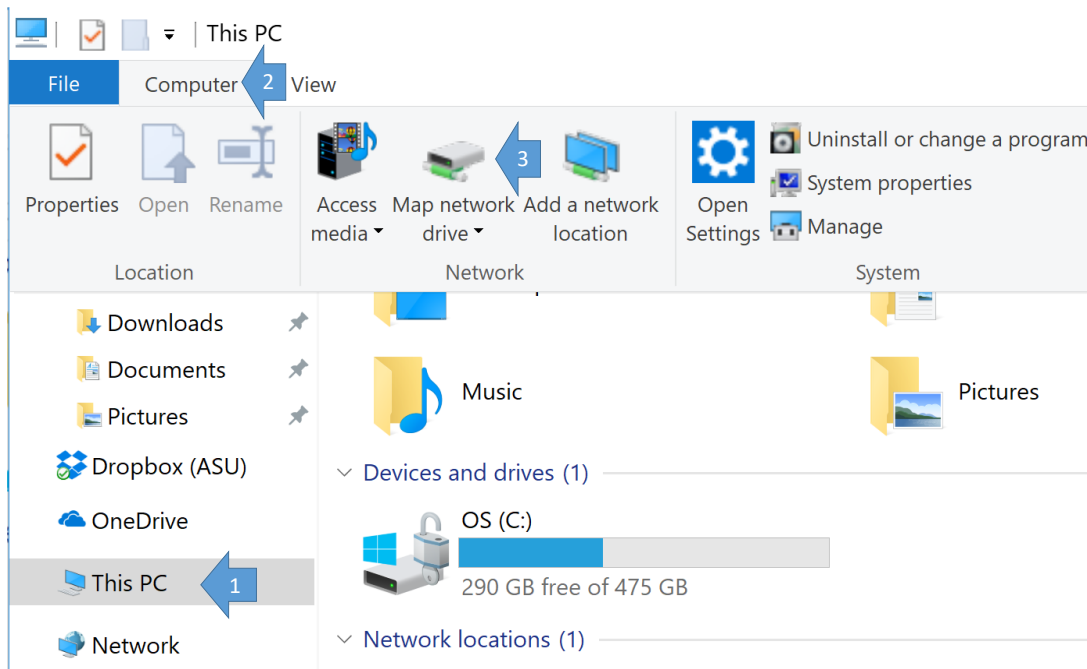 This PC
File
Computer
2
View
3
Properties
Open
Rename
Access media
Map network drive
Add a network location
Open Settings
Uninstall or change a program
System properties
Manage
Location
Network
System
Downloads
Documents
Pictures
Dropbox (ASU)
OneDrive
This PC
1
Network
Music
Pictures
Devices and drives (1)
OS (C:)
290 GB free of 475 GB
Network locations (1)